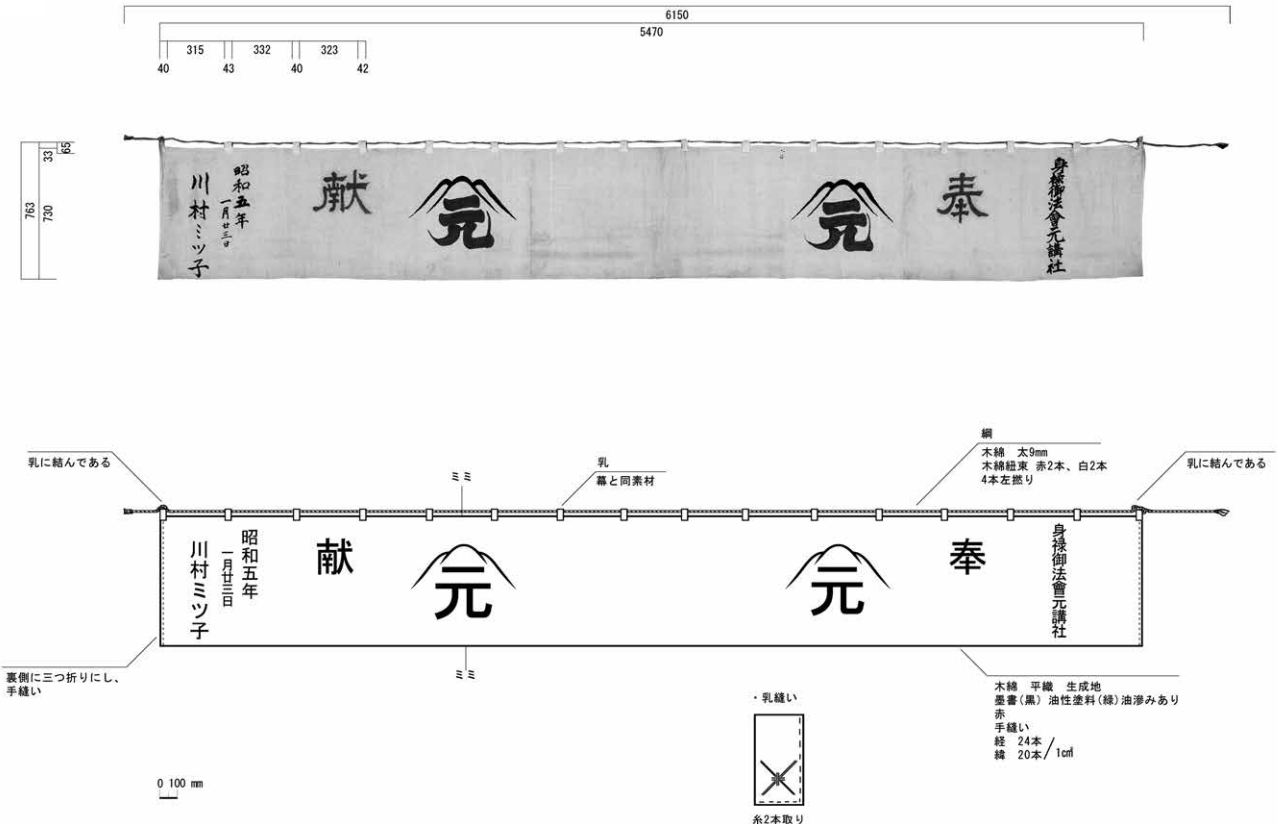 6150
5470
315
332
323
40
43
40
42
763
33
65
730
身禄御法會元講社
奉
元
元
献
昭和五年
一月廿三日
川村ミツ子
乳に結んである
ミミ
乳
幕と同素材
綱
木綿 太9mm
木綿紐束 赤2本、白2本
4本左撚り
乳に結んである
身禄御法會元講社
奉
元
元
献
昭和五年
一月廿三日
川村ミツ子
裏側に三つ折りにし、
手縫い
ミミ
木綿 平織 生成地
墨書(黒) 油性塗料(緑)油滲みあり
赤
手縫い
経 24本/1c㎡
緯 20本
・乳縫い
糸2本取り
0 100 mm